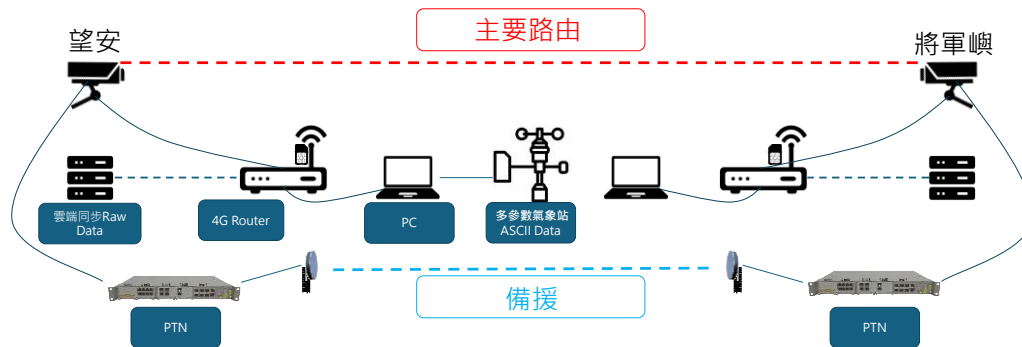 主要路由
望安
將軍嶼
雲端同步Raw
Data
4G Router
PC
多參數氣象站
ASCII Data
備援
PTN
PTN